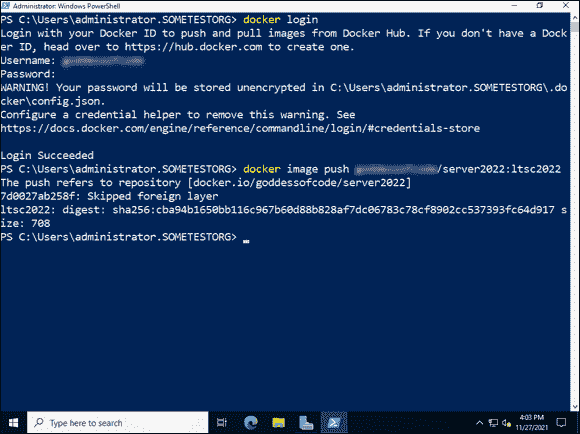 Administrator: Windows PowerShell
PS C:\Users\administrator.SOMETESTORG> docker login
Login with your Docker ID to push and pull images from Docker Hub. If you don't have a Dock
er ID, head over to https://hub.docker.com to create one.
Username:
Password:
WARNING! Your password will be stored unencrypted in C:\Users\administrator.SOMETESTORG\.do
cker\config.json.
Configure a credential helper to remove this warning. See
https://docs.docker.com/engine/reference/commandline/login/#credentials-store
Login Succeeded
PS C:\Users\administrator.SOMETESTORG> docker image push /server2022:ltsc2022
The push refers to repository [docker.io/goddessofcode/server2022]
7d0027ab258f: Skipped foreign layer
ltsc2022: digest: sha256:cba94b1650bb116c967b60d88b828af7dc06783c78cf8902cc537393fc64d917 s
ize: 708
PS C:\Users\administrator.SOMETESTORG>
Type here to search
4:03 PM
11/27/2021